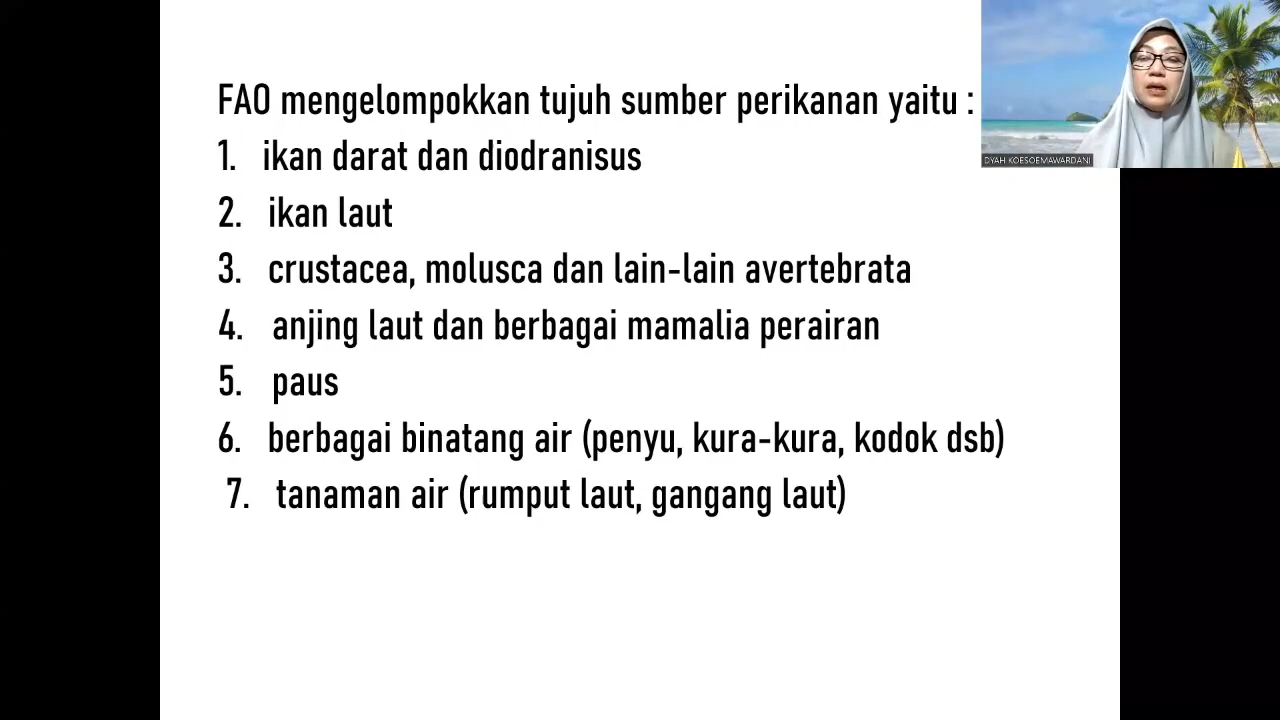 FAO mengelompokkan tujuh sumber perikanan yaitu :
1. ikan darat dan diodranisus
2. ikan laut
3. crustacea, molusca dan lain-lain avertebrata
4. anjing laut dan berbagai mamalia perairan
5. paus
6. berbagai binatang air (penyu, kura-kura, kodok dsb)
7. tanaman air (rumput laut, gangang laut)
DYAH KOESOEMAWARDANI